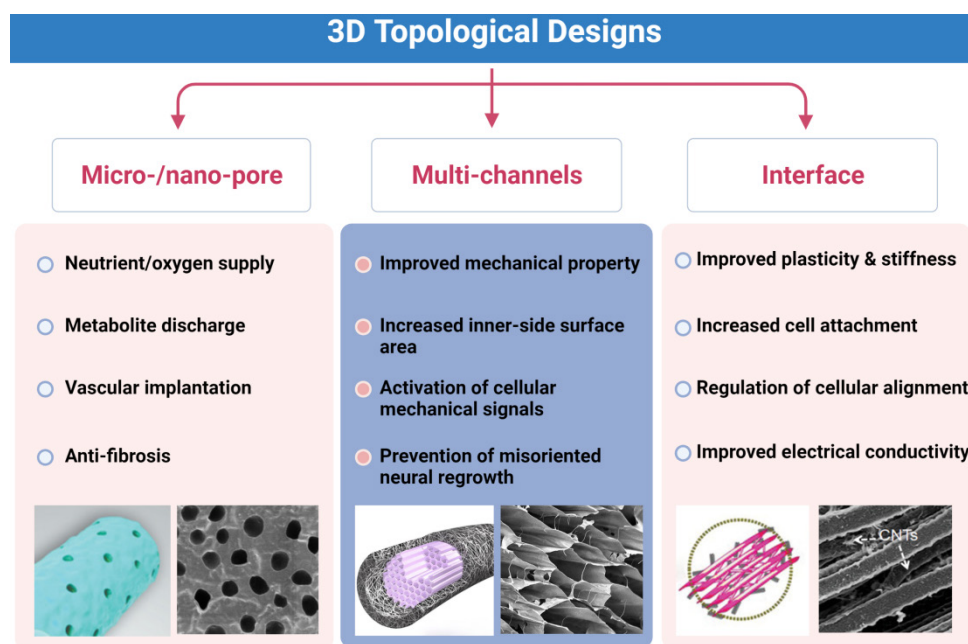 3D Topological Designs
Micro-/nano-pore
Multi-channels
Interface
Neutrient/oxygen supply
Metabolite discharge
Vascular implantation
Anti-fibrosis
Improved mechanical property
Increased inner-side surface
area
Activation of cellular
mechanical signals
Prevention of misoriented
neural regrowth
Improved plasticity & stiffness
Increased cell attachment
Regulation of cellular alignment
Improved electrical conductivity
CNTs